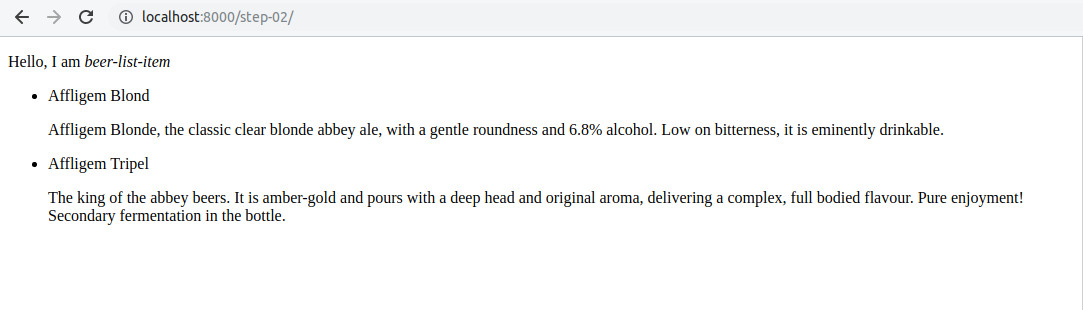 localhost:8000/step-02/
Hello, I am beer-list-item
Affligem Blond
Affligem Blonde, the classic clear blonde abbey ale, with a gentle roundness and 6.8% alcohol. Low on bitterness, it is eminently drinkable.
Affligem Tripel
The king of the abbey beers. It is amber-gold and pours with a deep head and original aroma, delivering a complex, full bodied flavour. Pure enjoyment!
Secondary fermentation in the bottle.